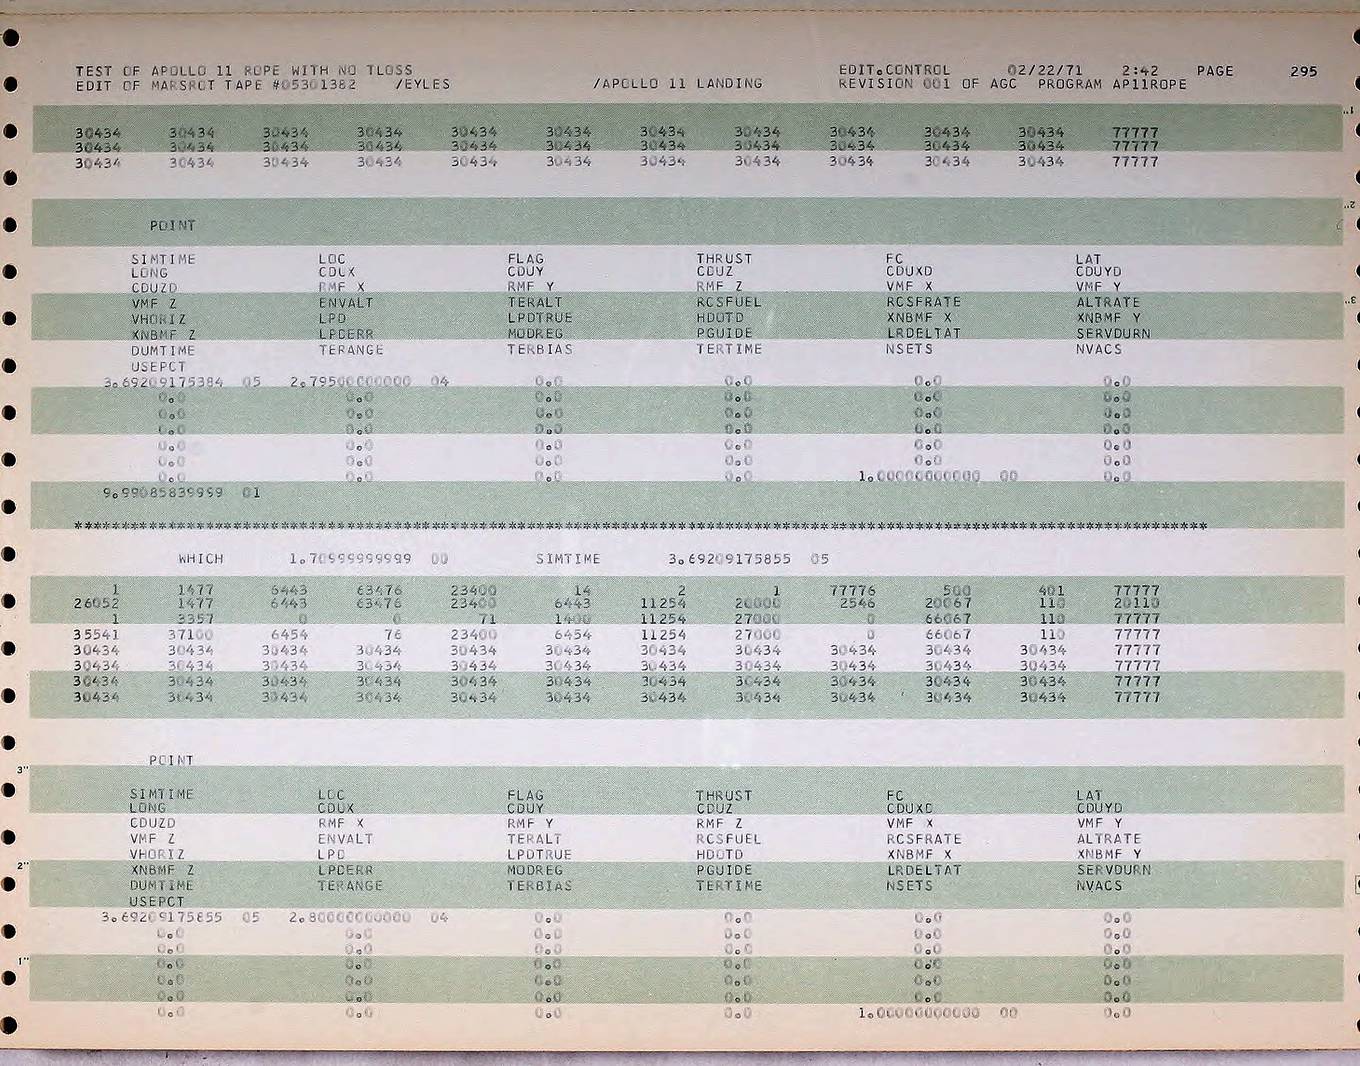 TEST OF APOLLO 11 ROPE WITH NO TLOSS EDIT.CONTROL 02/22/71 2:42 PAGE 295
EDIT OF MARSROT TAPE #05301382 /EYLES /APOLLO 11 LANDING REVISION 001 OF AGC PROGRAM AP11ROPE
30434 30434 30434 30434 30434 30434 30434 30434 30434 30434 30434 77777
30434 30434 30434 30434 30434 30434 30434 30434 30434 30434 30434 77777
30434 30434 30434 30434 30434 30434 30434 30434 30434 30434 30434 77777
POINT
SIMTIME LOC FLAG THRUST FC LAT
LONG CDUX CDUY CDUZ CDUXD CDUYD
CDUZD RMF X RMF Y RMF Z VMF X VMF Y
VMF Z ENVALT TERALT RCSFUEL RCSFRATE ALTRATE
VHORIZ LPD LPDTRUE HDOTD XNBMF X XNBMF Y
XNBMF Z LPDERR MODREG PGUIDE LRDELTAT SERVDURN
DUMTIME TERANGE TERBIAS TERTIME NSETS NVACS
USEPCT
3.69209175384 05 2.79500000000 04 0.0 0.0 0.0 0.0
0.0 0.0 0.0 0.0 0.0 0.0
0.0 0.0 0.0 0.0 0.0 0.0
0.0 0.0 0.0 0.0 0.0 0.0
0.0 0.0 0.0 0.0 0.0 0.0
0.0 0.0 0.0 0.0 0.0 0.0
0.0 0.0 0.0 0.0 1.00000000000 00 0.0
9.99085839999 01
************************************************************************************************************************
WHICH 1.70999999999 00 SIMTIME 3.69209175855 05
1 1477 6443 63476 23400 14 2 1 77776 500 401 77777
26052 1477 6443 63476 23400 6443 11254 20000 2546 20067 110 20110
1 3357 0 0 71 1400 11254 27000 0 66067 110 77777
35541 37100 6454 76 23400 6454 11254 27000 0 66067 110 77777
30434 30434 30434 30434 30434 30434 30434 30434 30434 30434 30434 77777
30434 30434 30434 30434 30434 30434 30434 30434 30434 30434 30434 77777
30434 30434 30434 30434 30434 30434 30434 30434 30434 30434 30434 77777
30434 30434 30434 30434 30434 30434 30434 30434 30434 30434 30434 77777
POINT
SIMTIME LOC FLAG THRUST FC LAT
LONG CDUX CDUY CDUZ CDUXD CDUYD
CDUZD RMF X RMF Y RMF Z VMF X VMF Y
VMF Z ENVALT TERALT RCSFUEL RCSFRATE ALTRATE
VHORIZ LPD LPDTRUE HDOTD XNBMF X XNBMF Y
XNBMF Z LPDERR MODREG PGUIDE LRDELTAT SERVDURN
DUMTIME TERANGE TERBIAS TERTIME NSETS NVACS
USEPCT
3.69209175855 05 2.80000000000 04 0.0 0.0 0.0 0.0
0.0 0.0 0.0 0.0 0.0 0.0
0.0 0.0 0.0 0.0 0.0 0.0
0.0 0.0 0.0 0.0 0.0 0.0
0.0 0.0 0.0 0.0 0.0 0.0
0.0 0.0 0.0 0.0 0.0 0.0
0.0 0.0 0.0 0.0 1.00000000000 00 0.0
3"
2"
1"